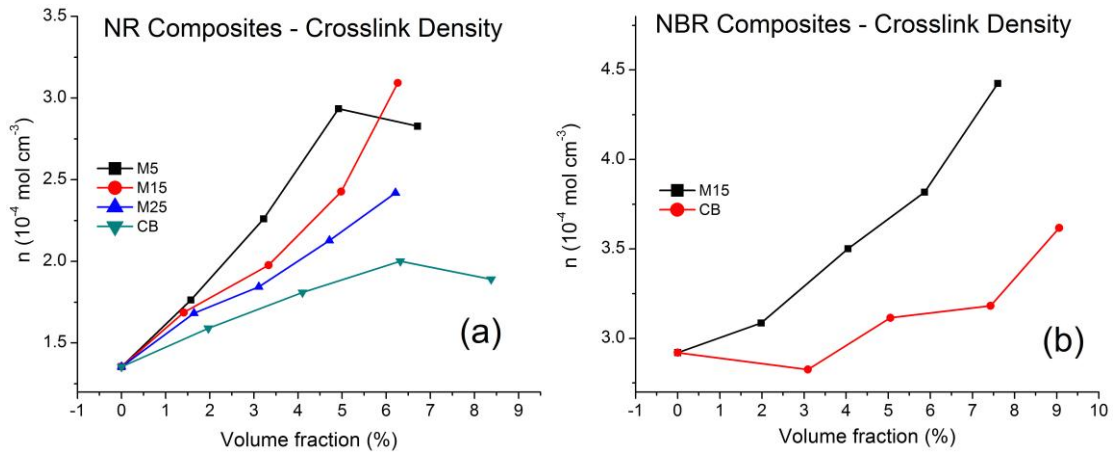 NR Composites - Crosslink Density
3.5
3.0
2.5
2.0
1.5
n (10⁻⁴ mol cm⁻³)
M5
M15
M25
CB
(a)
-1 0 1 2 3 4 5 6 7 8 9
Volume fraction (%)
NBR Composites - Crosslink Density
4.5
4.0
3.5
3.0
n (10⁻⁴ mol cm⁻³)
M15
CB
(b)
-1 0 1 2 3 4 5 6 7 8 9 10
Volume fraction (%)